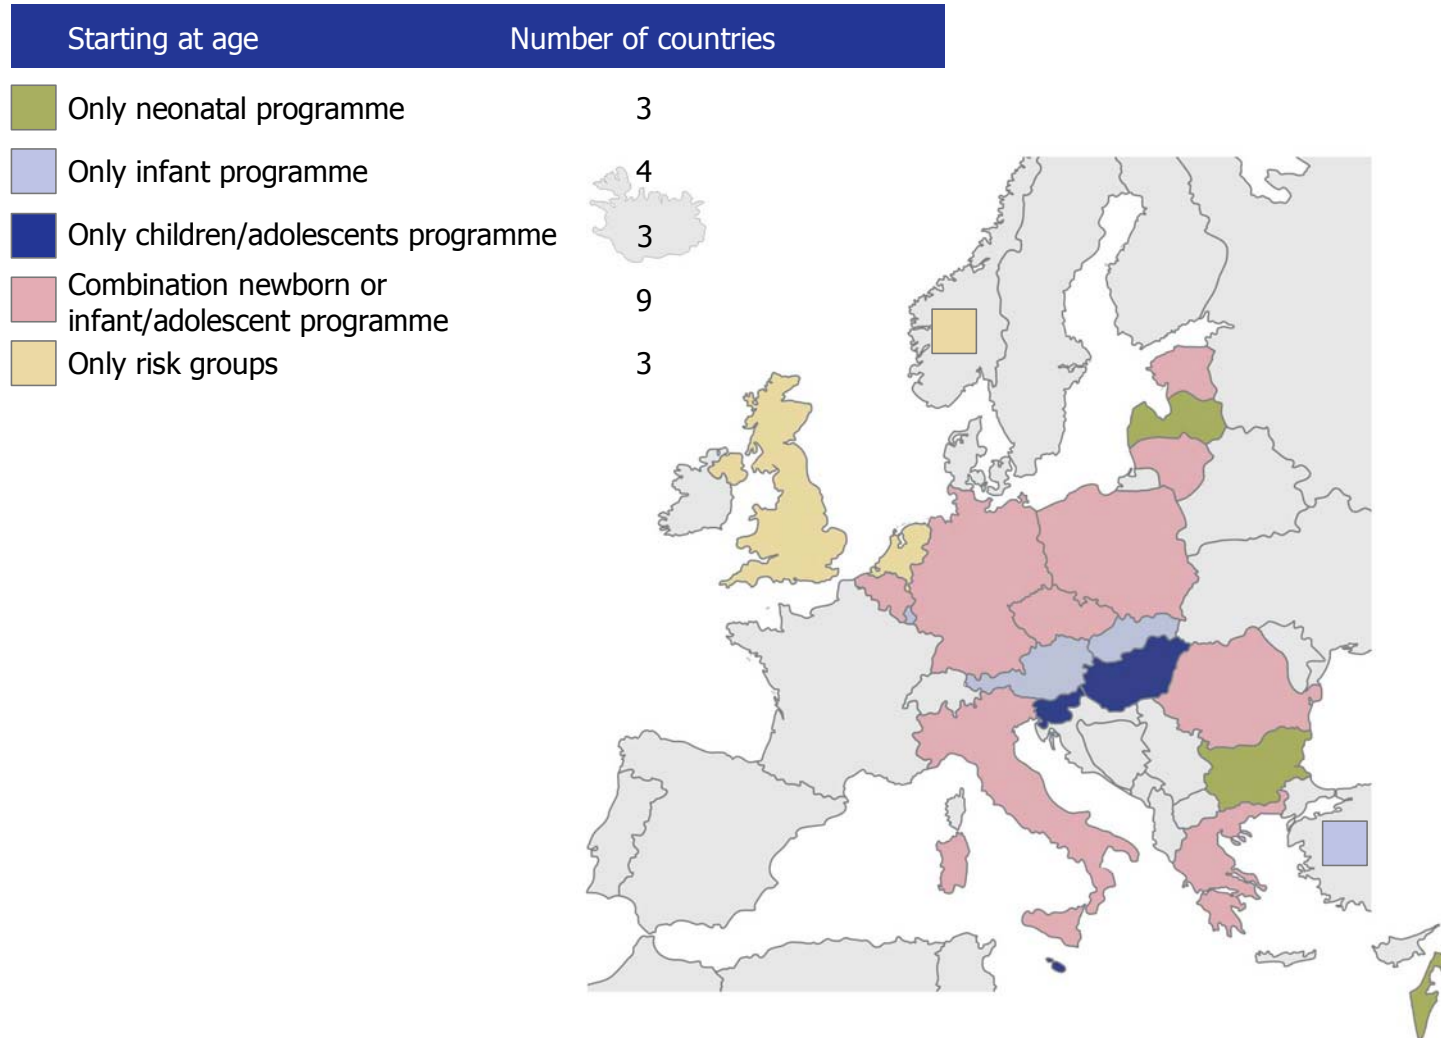 Starting at age Number of countries
Only neonatal programme 3
Only infant programme 4
Only children/adolescents programme 3
Combination newborn or
infant/adolescent programme 9
Only risk groups 3